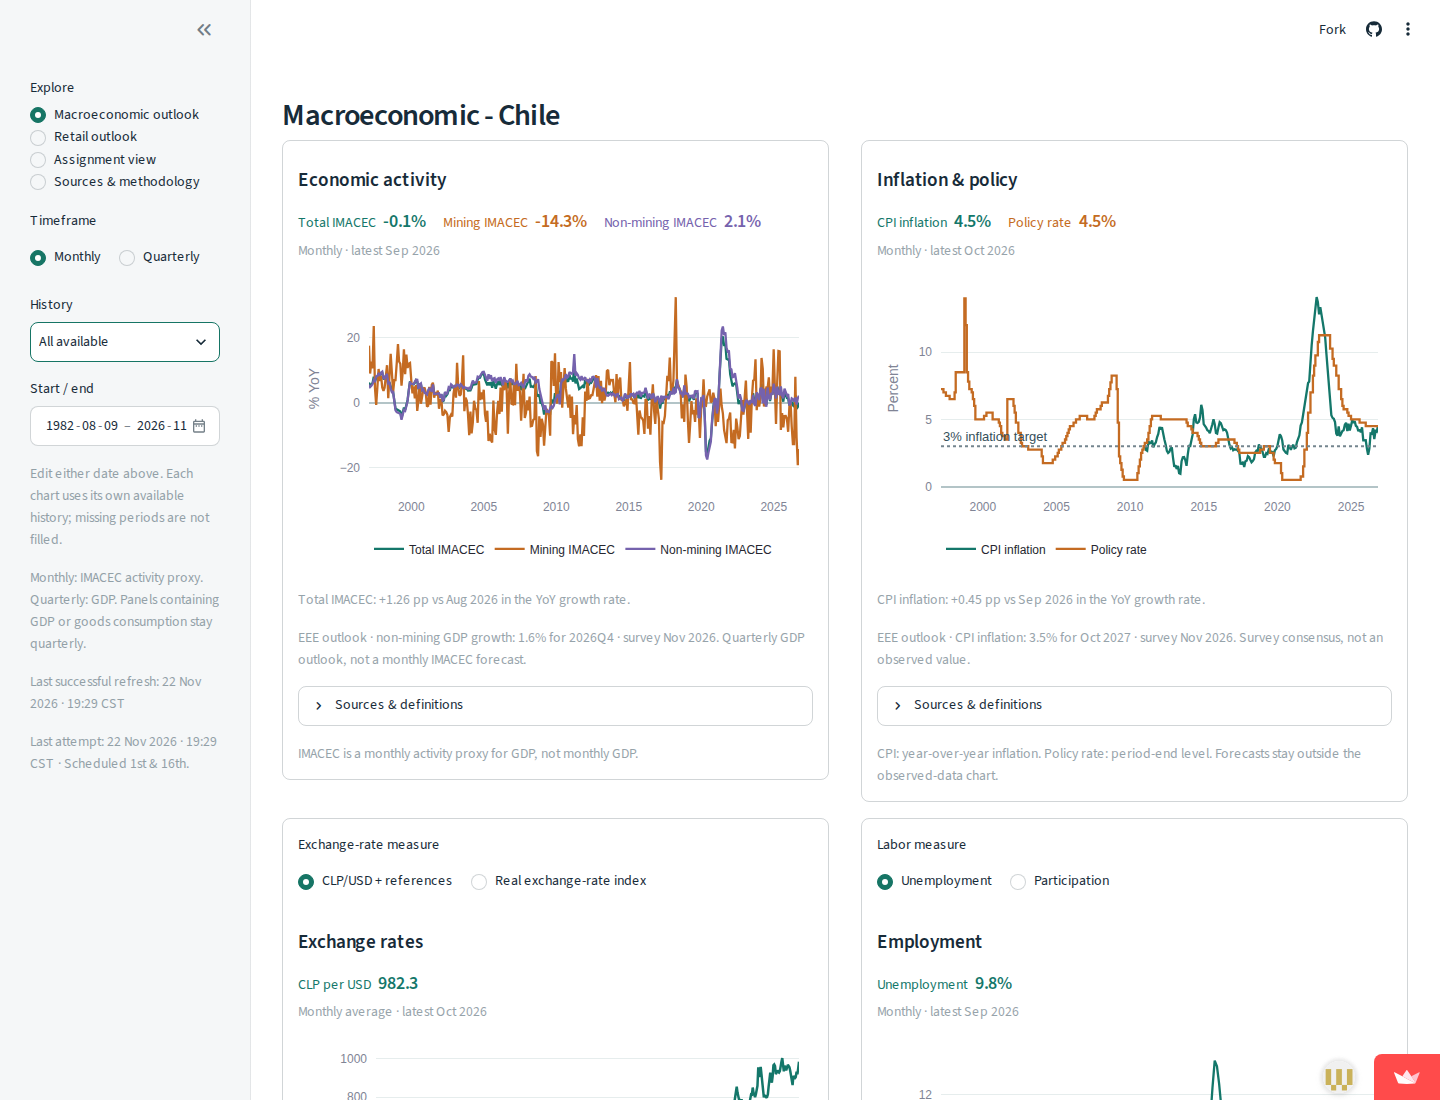 Fork
Explore
Macroeconomic outlook
Retail outlook
Assignment view
Sources & methodology
Timeframe
Monthly
Quarterly
History
All available
Start / end
1982-08-09 – 2026-11
Edit either date above. Each
chart uses its own available
history; missing periods are not
filled.
Monthly: IMACEC activity proxy.
Quarterly: GDP. Panels containing
GDP or goods consumption stay
quarterly.
Last successful refresh: 22 Nov
2026 · 19:29 CST
Last attempt: 22 Nov 2026 · 19:29
CST · Scheduled 1st & 16th.
Macroeconomic - Chile
Economic activity
Total IMACEC -0.1% Mining IMACEC -14.3% Non-mining IMACEC 2.1%
Monthly · latest Sep 2026
% YoY
20
0
−20
2000 2005 2010 2015 2020 2025
Total IMACEC Mining IMACEC Non-mining IMACEC
Total IMACEC: +1.26 pp vs Aug 2026 in the YoY growth rate.
EEE outlook · non-mining GDP growth: 1.6% for 2026Q4 · survey Nov 2026. Quarterly GDP
outlook, not a monthly IMACEC forecast.
Sources & definitions
IMACEC is a monthly activity proxy for GDP, not monthly GDP.
Inflation & policy
CPI inflation 4.5% Policy rate 4.5%
Monthly · latest Oct 2026
Percent
10
5
0
3% inflation target
2000 2005 2010 2015 2020 2025
CPI inflation Policy rate
CPI inflation: +0.45 pp vs Sep 2026 in the YoY growth rate.
EEE outlook · CPI inflation: 3.5% for Oct 2027 · survey Nov 2026. Survey consensus, not an
observed value.
Sources & definitions
CPI: year-over-year inflation. Policy rate: period-end level. Forecasts stay outside the
observed-data chart.
Exchange-rate measure
CLP/USD + references
Real exchange-rate index
Exchange rates
CLP per USD 982.3
Monthly average · latest Oct 2026
1000
800
Labor measure
Unemployment
Participation
Employment
Unemployment 9.8%
Monthly · latest Sep 2026
12